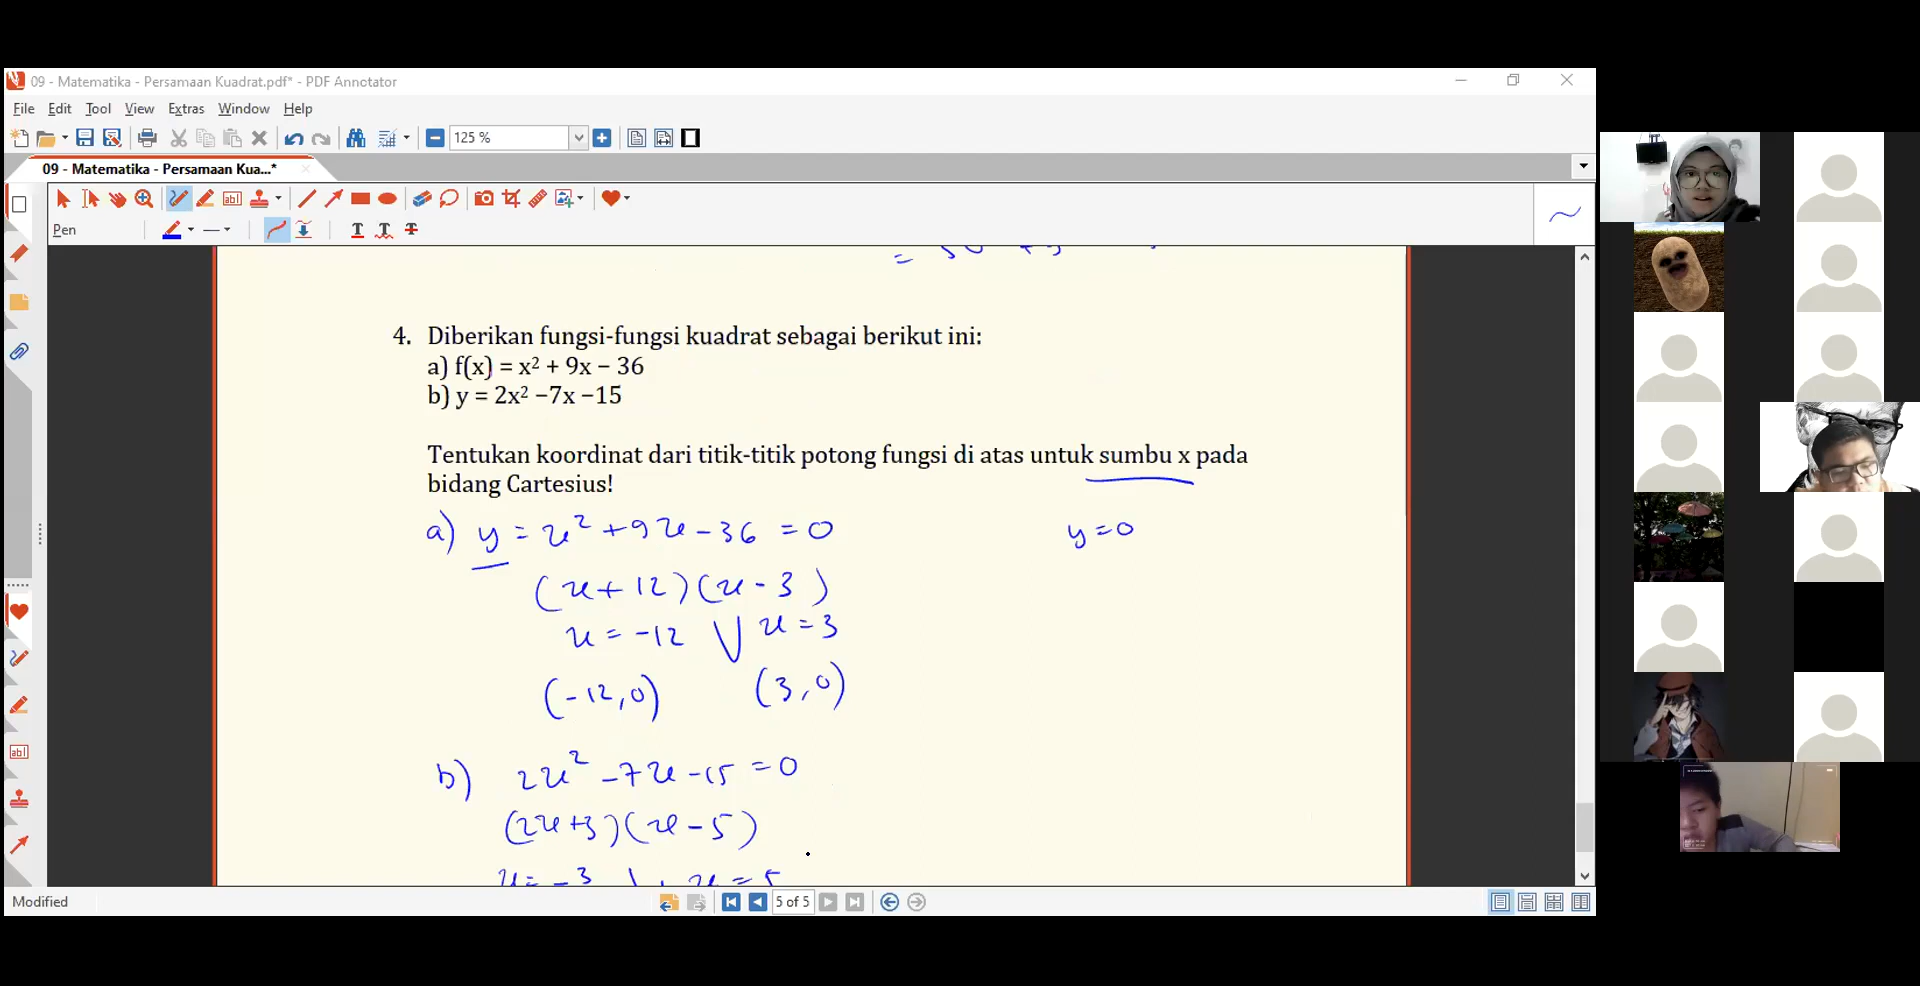 09 - Matematika - Persamaan Kuadrat.pdf* - PDF Annotator
File Edit Tool View Extras Window Help
125 %
09 - Matematika - Persamaan Kua...*
Pen
4. Diberikan fungsi-fungsi kuadrat sebagai berikut ini:
a) f(x) = x² + 9x − 36
b) y = 2x² −7x −15
Tentukan koordinat dari titik-titik potong fungsi di atas untuk sumbu x pada
bidang Cartesius!
a) y = x² + 9x - 36 = 0
y = 0
(x + 12) (x - 3)
x = -12 V x = 3
(-12, 0) (3, 0)
b) 2x² - 7x - 15 = 0
(2x + 3) (x - 5)
x = -3 x = 5
Modified
5 of 5